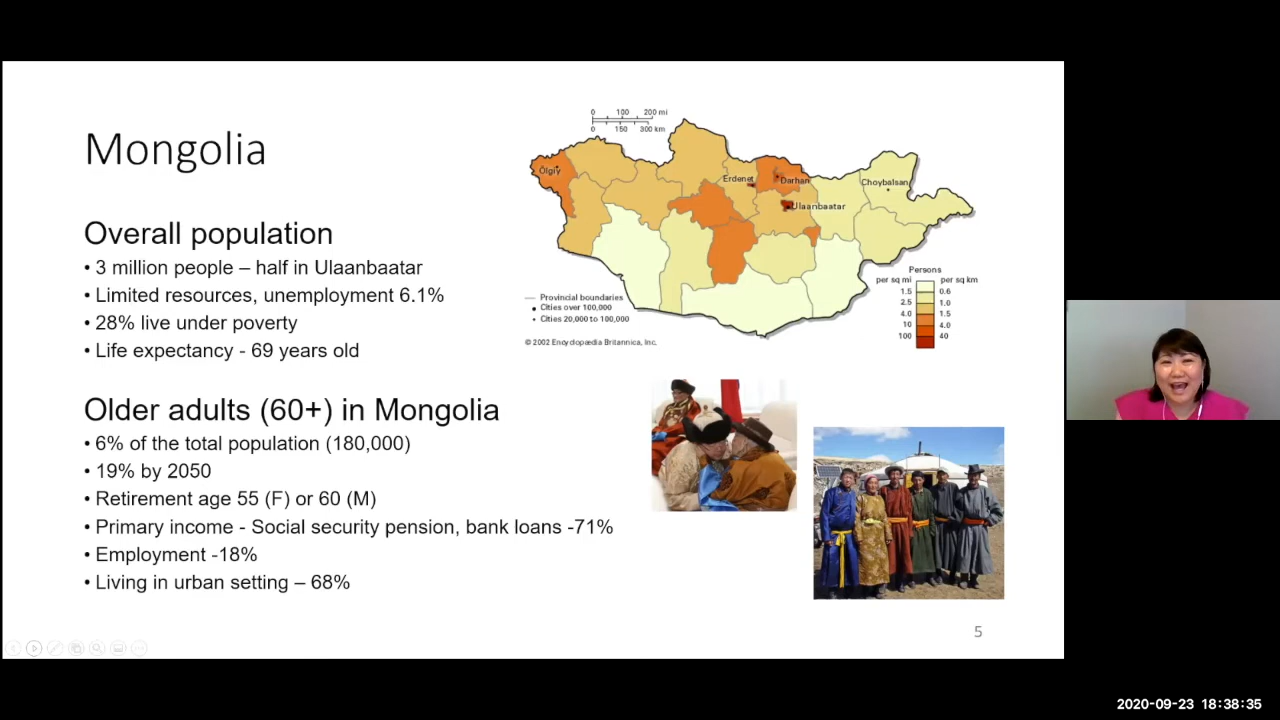 Mongolia
Overall population
• 3 million people – half in Ulaanbaatar
• Limited resources, unemployment 6.1%
• 28% live under poverty
• Life expectancy - 69 years old
Older adults (60+) in Mongolia
• 6% of the total population (180,000)
• 19% by 2050
• Retirement age 55 (F) or 60 (M)
• Primary income - Social security pension, bank loans -71%
• Employment -18%
• Living in urban setting – 68%
0 100 200 mi
0 150 300 km
Ölgiy
Erdenet
Darhan
Choybalsan
Ulaanbaatar
Persons
per sq mi per sq km
1.5 0.6
2.5 1.0
4.0 1.5
10 4.0
100 40
Provincial boundaries
Cities over 100,000
Cities 20,000 to 100,000
© 2002 Encyclopædia Britannica, Inc.
5
2020-09-23 18:38:35